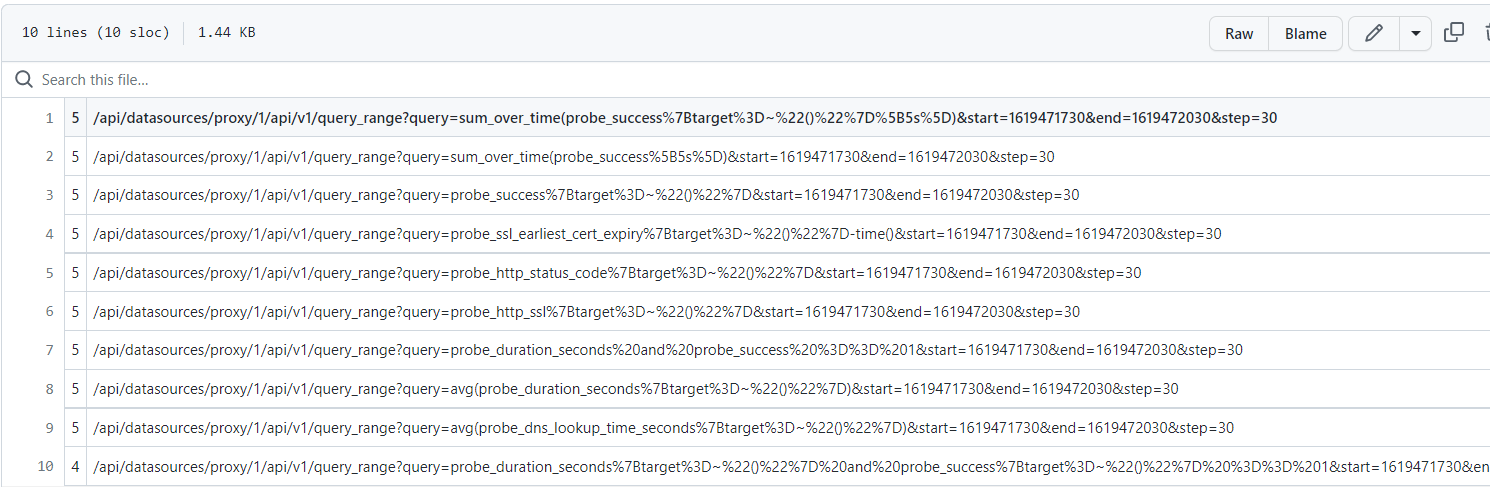 10 lines (10 sloc) 1.44 KB Raw Blame
Search this file...
1 5 /api/datasources/proxy/1/api/v1/query_range?query=sum_over_time(probe_success%7Btarget%3D~%22()%22%7D%5B5s%5D)&start=1619471730&end=1619472030&step=30
2 5 /api/datasources/proxy/1/api/v1/query_range?query=sum_over_time(probe_success%5B5s%5D)&start=1619471730&end=1619472030&step=30
3 5 /api/datasources/proxy/1/api/v1/query_range?query=probe_success%7Btarget%3D~%22()%22%7D&start=1619471730&end=1619472030&step=30
4 5 /api/datasources/proxy/1/api/v1/query_range?query=probe_ssl_earliest_cert_expiry%7Btarget%3D~%22()%22%7D-time()&start=1619471730&end=1619472030&step=30
5 5 /api/datasources/proxy/1/api/v1/query_range?query=probe_http_status_code%7Btarget%3D~%22()%22%7D&start=1619471730&end=1619472030&step=30
6 5 /api/datasources/proxy/1/api/v1/query_range?query=probe_http_ssl%7Btarget%3D~%22()%22%7D&start=1619471730&end=1619472030&step=30
7 5 /api/datasources/proxy/1/api/v1/query_range?query=probe_duration_seconds%20and%20probe_success%20%3D%3D%201&start=1619471730&end=1619472030&step=30
8 5 /api/datasources/proxy/1/api/v1/query_range?query=avg(probe_duration_seconds%7Btarget%3D~%22()%22%7D)&start=1619471730&end=1619472030&step=30
9 5 /api/datasources/proxy/1/api/v1/query_range?query=avg(probe_dns_lookup_time_seconds%7Btarget%3D~%22()%22%7D)&start=1619471730&end=1619472030&step=30
10 4 /api/datasources/proxy/1/api/v1/query_range?query=probe_duration_seconds%7Btarget%3D~%22()%22%7D%20and%20probe_success%7Btarget%3D~%22()%22%7D%20%3D%3D%201&start=1619471730&en